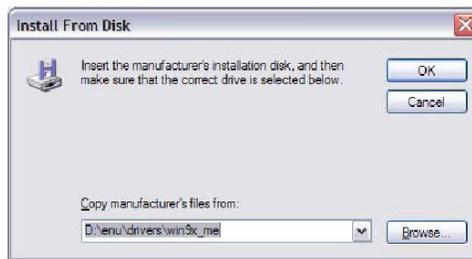 Install From Disk
Insert the manufacturer's installation disk, and then
make sure that the correct drive is selected below.
OK
Cancel
Copy manufacturer's files from:
D:\enu\drivers\win9x_me
Browse...